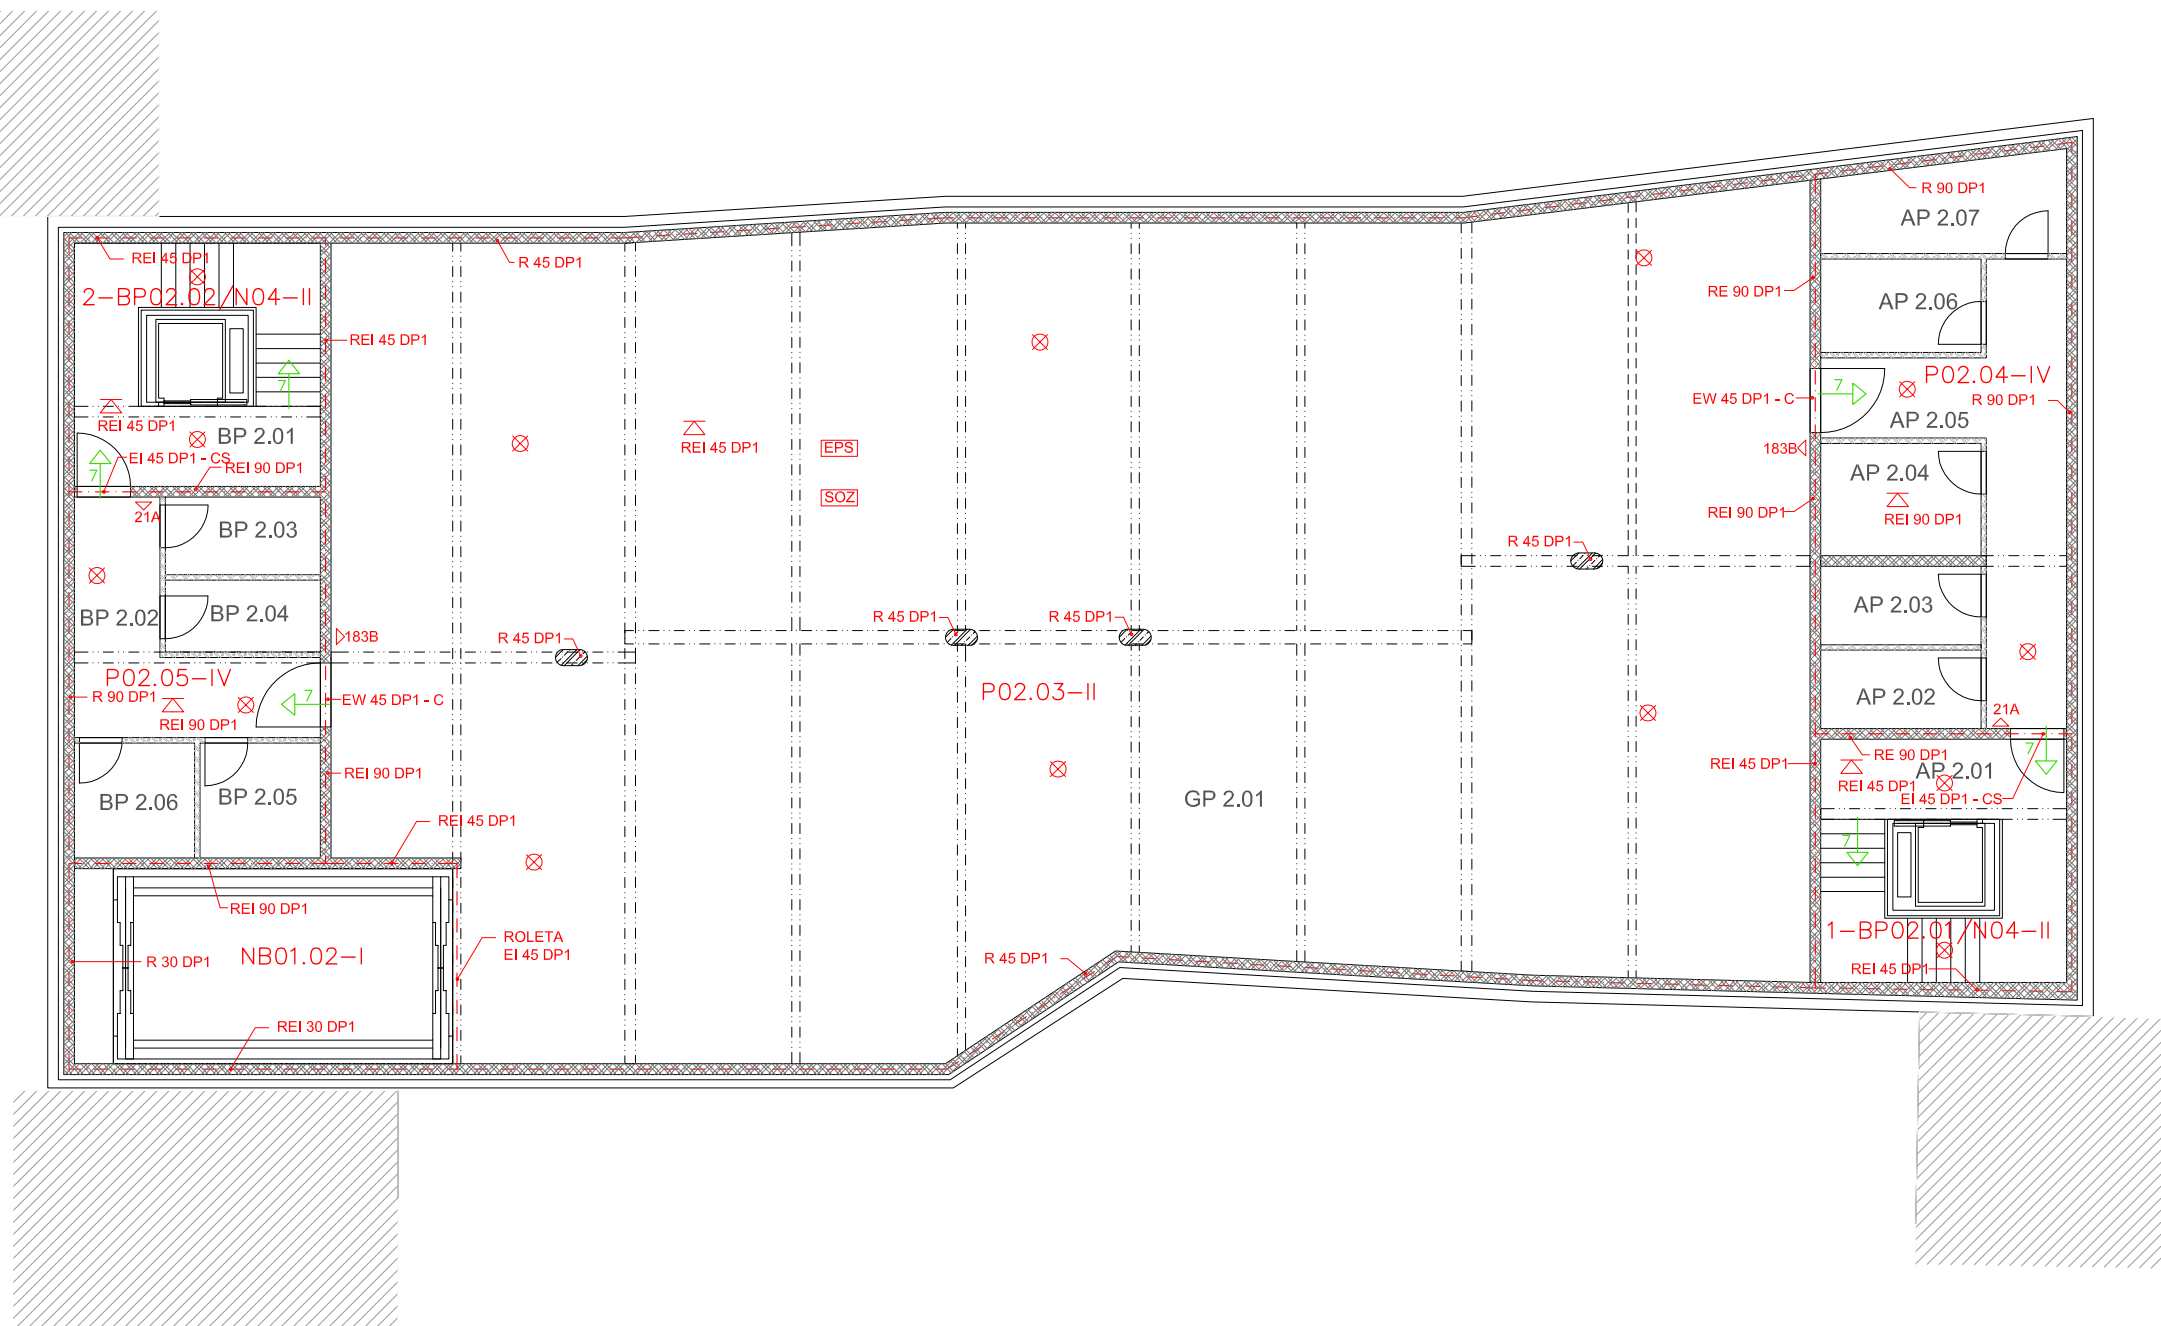 R 90 DP1
AP 2.07
REI 45 DP1
R 45 DP1
2-BP02.02/N04-II
RE 90 DP1
AP 2.06
REI 45 DP1
7
REI 45 DP1
BP 2.01
EI 45 DP1 - CS
REI 90 DP1
7
21A
BP 2.03
REI 45 DP1
EPS
SOZ
P02.04-IV
7
EW 45 DP1 - C
R 90 DP1
AP 2.05
183B
AP 2.04
REI 90 DP1
REI 90 DP1
R 45 DP1
BP 2.02
BP 2.04
183B
R 45 DP1
R 45 DP1
R 45 DP1
AP 2.03
P02.05-IV
R 90 DP1
REI 90 DP1
7
EW 45 DP1 - C
P02.03-II
AP 2.02
21A
REI 90 DP1
BP 2.06
BP 2.05
GP 2.01
REI 45 DP1
RE 90 DP1
7
AP 2.01
REI 45 DP1
EI 45 DP1 - CS
REI 45 DP1
7
REI 90 DP1
ROLETA
EI 45 DP1
NB01.02-I
R 30 DP1
R 45 DP1
1-BP02.01/N04-II
REI 45 DP1
REI 30 DP1